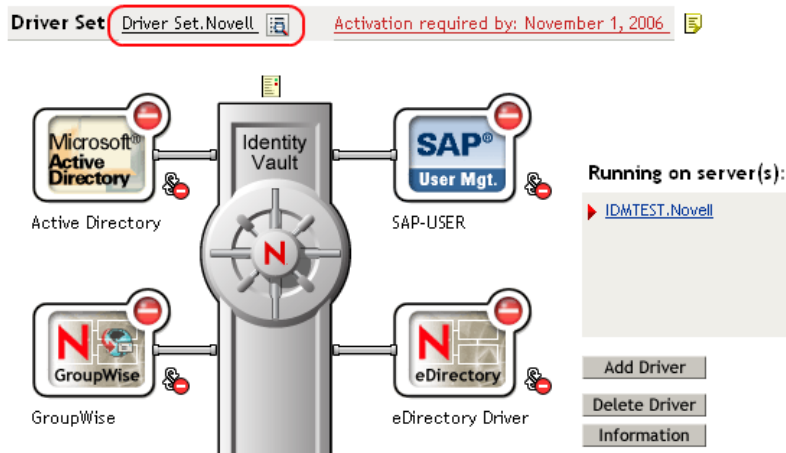 Driver Set Driver Set.Novell Activation required by: November 1, 2006
Identity
Vault
Microsoft®
Active
Directory
Active Directory
SAP®
User Mgt.
SAP-USER
Running on server(s):
IDMTEST.Novell
N
N
GroupWise
GroupWise
N
eDirectory
eDirectory Driver
Add Driver
Delete Driver
Information